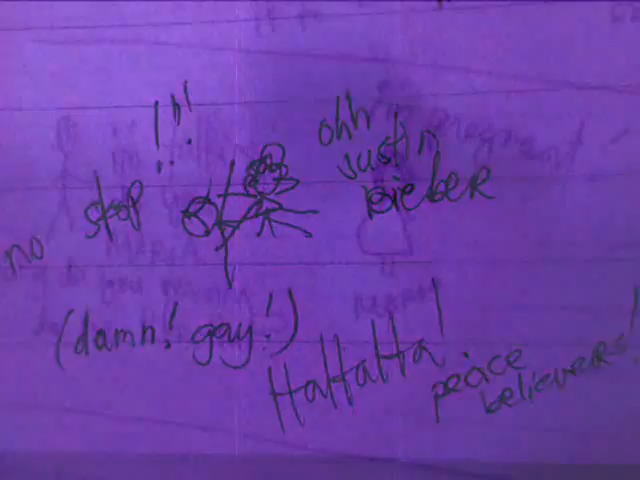 !!!
ohh
Justin
Bieber
no stop
(damn! gay!)
HaHaHa!
peace
believers!